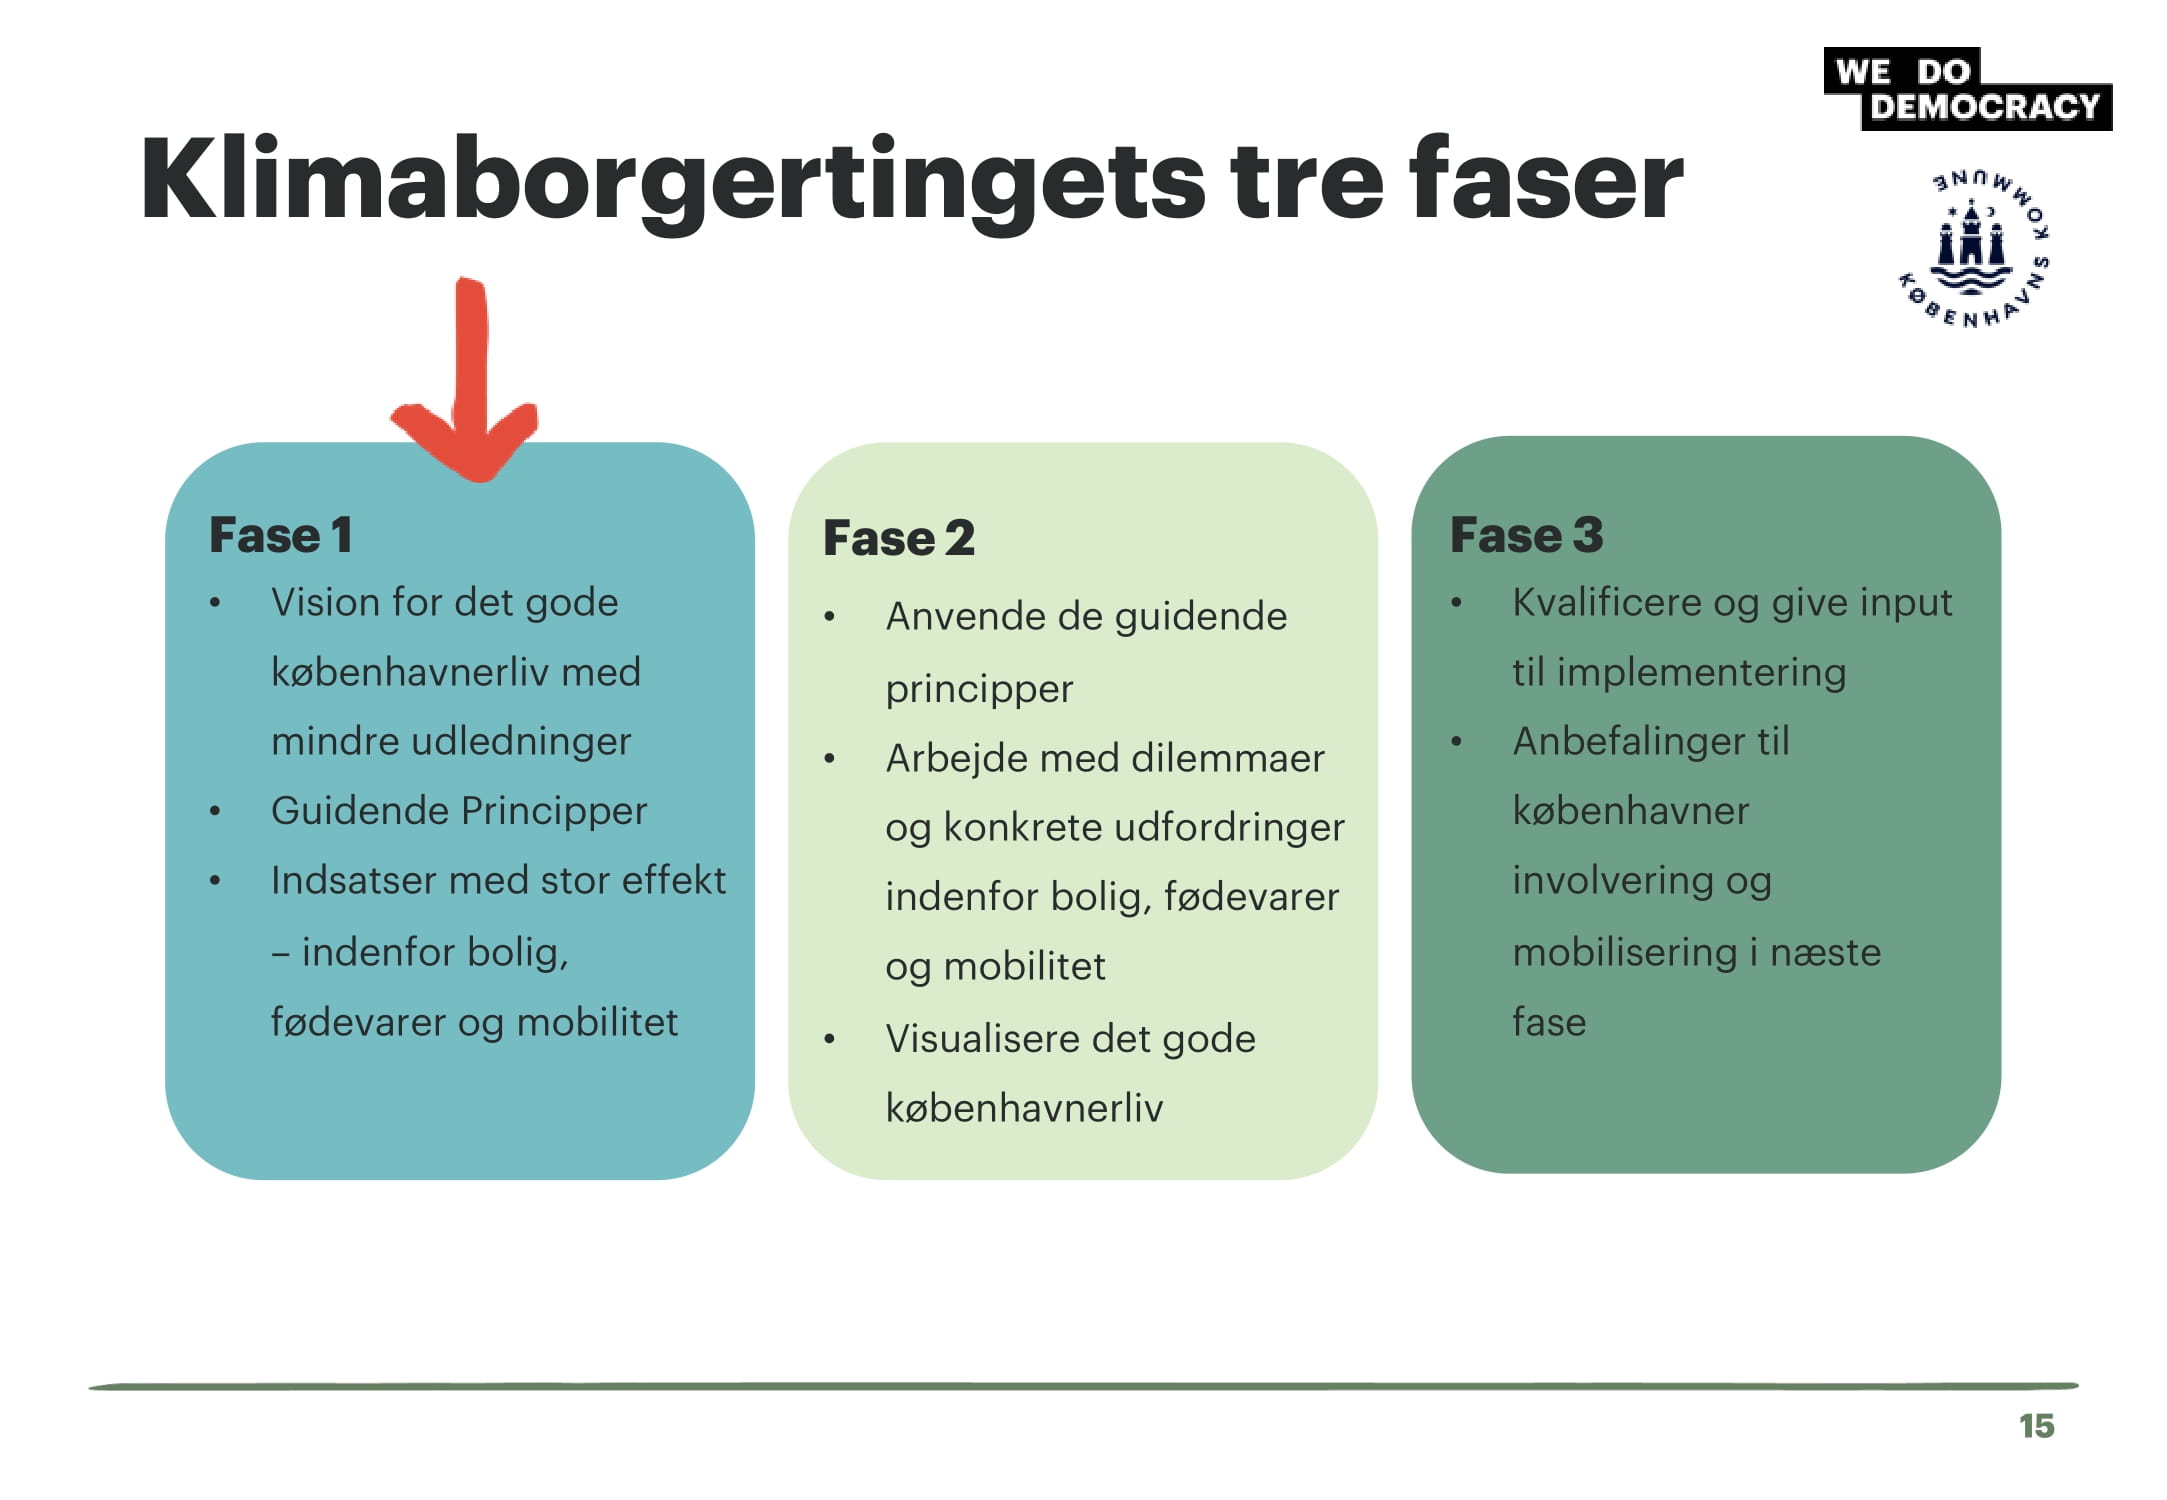 WE DO
DEMOCRACY
Klimaborgertingets tre faser
KØBENHAVNS KOMMUNE
Fase 1
• Vision for det gode
københavnerliv med
mindre udledninger
• Guidende Principper
• Indsatser med stor effekt
– indenfor bolig,
fødevarer og mobilitet
Fase 2
• Anvende de guidende
principper
• Arbejde med dilemmaer
og konkrete udfordringer
indenfor bolig, fødevarer
og mobilitet
• Visualisere det gode
københavnerliv
Fase 3
• Kvalificere og give input
til implementering
• Anbefalinger til
københavner
involvering og
mobilisering i næste
fase
15